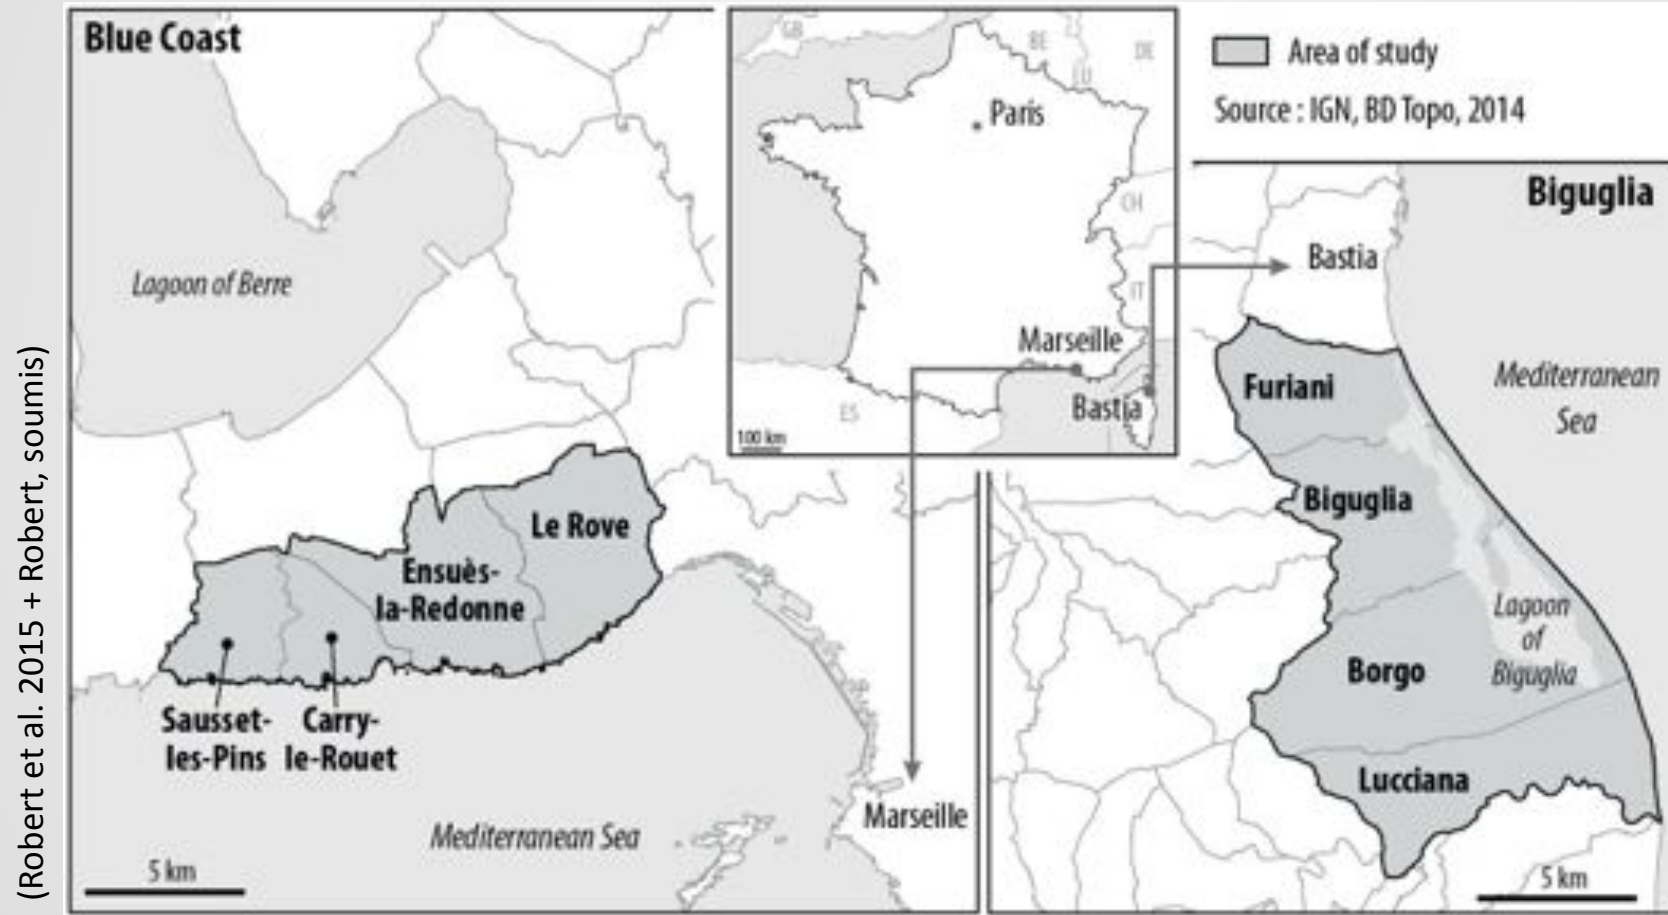 (Robert et al. 2015 + Robert, soumis)
Blue Coast
Lagoon of Berre
Le Rove
Ensuès-
la-Redonne
Sausset-
les-Pins
Carry-
le-Rouet
Mediterranean Sea
Marseille
5 km
GB
BE
DE
LU
Paris
CH
IT
Marseille
Bastia
ES
100 km
Area of study
Source : IGN, BD Topo, 2014
Biguglia
Bastia
Mediterranean
Sea
Furiani
Biguglia
Lagoon
of
Biguglia
Borgo
Lucciana
5 km